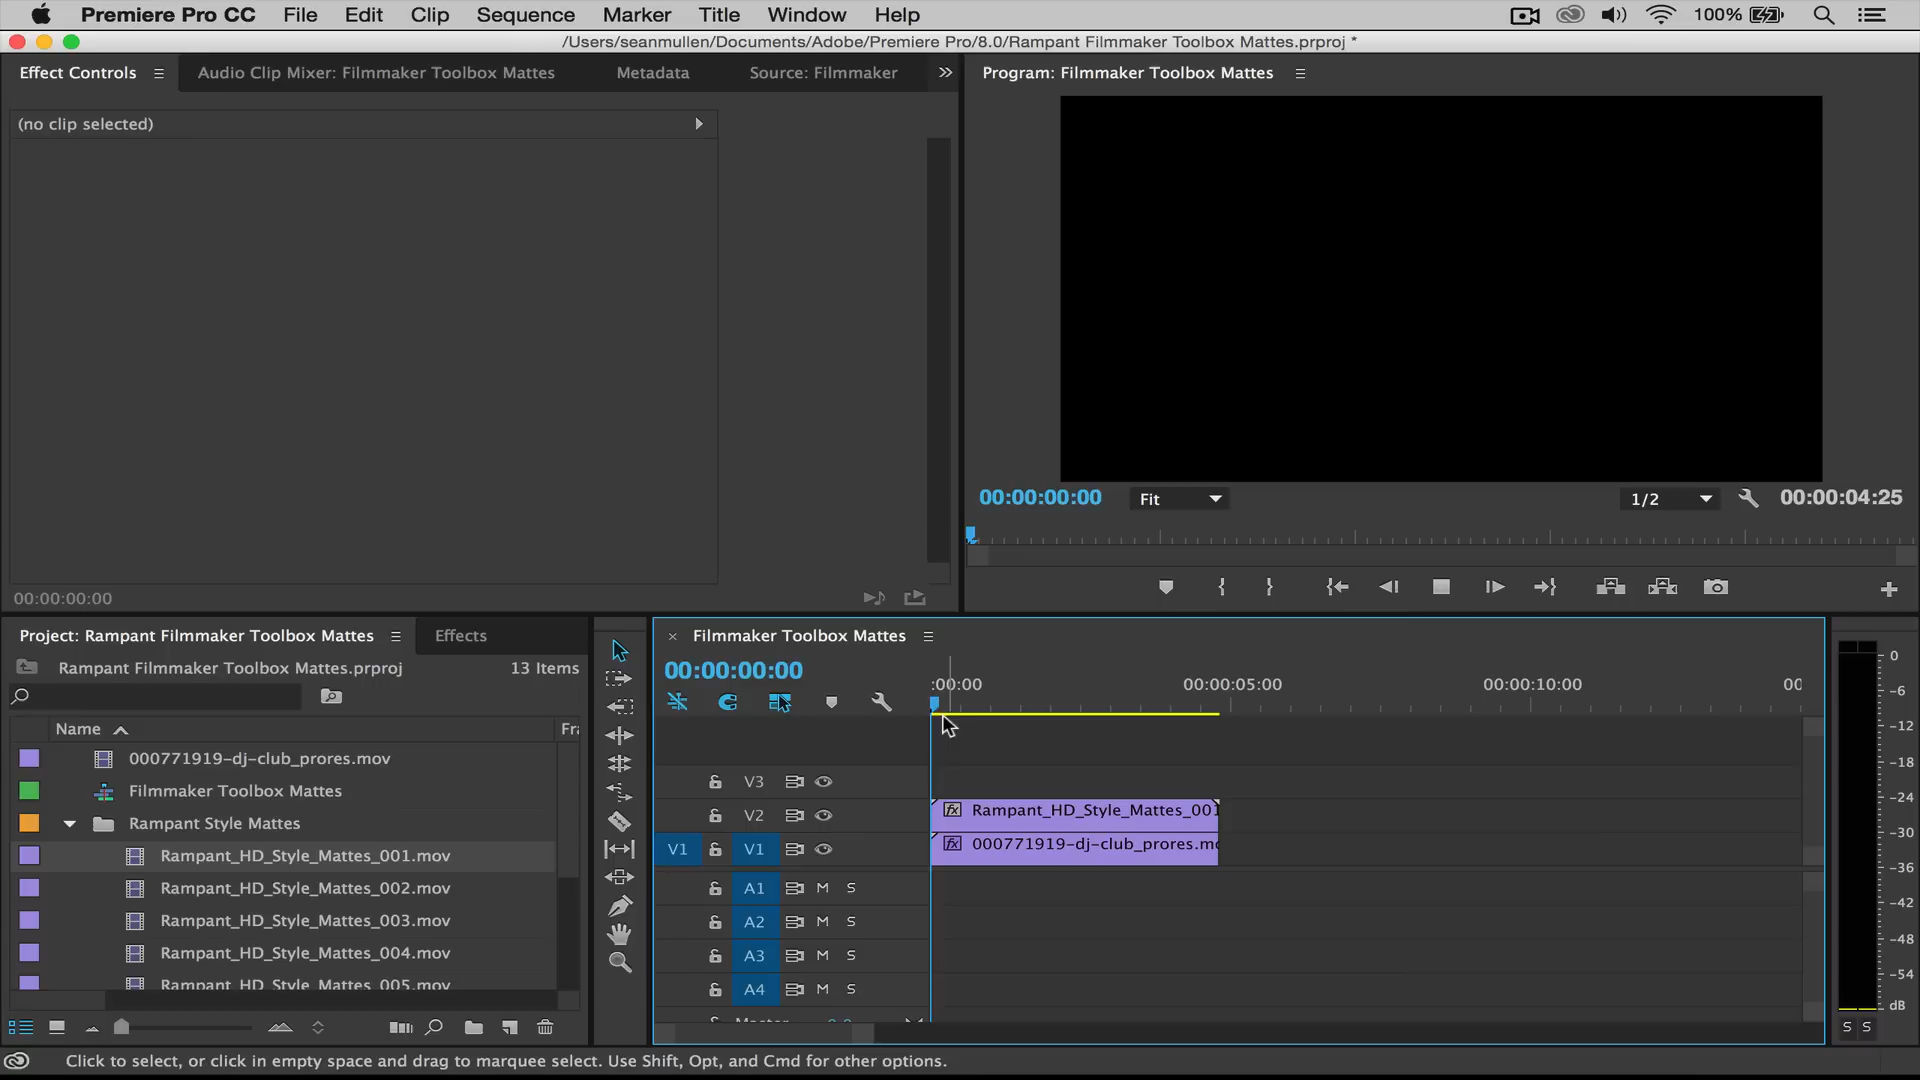 Premiere Pro CC File Edit Clip Sequence Marker Title Window Help 100%
/Users/seanmullen/Documents/Adobe/Premiere Pro/8.0/Rampant Filmmaker Toolbox Mattes.prproj *
Effect Controls Audio Clip Mixer: Filmmaker Toolbox Mattes Metadata Source: Filmmaker
Program: Filmmaker Toolbox Mattes
(no clip selected)
00:00:00:00 Fit 1/2 00:00:04:25
00:00:00:00
Project: Rampant Filmmaker Toolbox Mattes Effects
Rampant Filmmaker Toolbox Mattes.prproj 13 Items
Name Fra
000771919-dj-club_prores.mov
Filmmaker Toolbox Mattes
Rampant Style Mattes
Rampant_HD_Style_Mattes_001.mov
Rampant_HD_Style_Mattes_002.mov
Rampant_HD_Style_Mattes_003.mov
Rampant_HD_Style_Mattes_004.mov
Rampant_HD_Style_Mattes_005.mov
× Filmmaker Toolbox Mattes
00:00:00:00
:00:00 00:00:05:00 00:00:10:00 00
V3
V2 fx Rampant_HD_Style_Mattes_001
V1 V1 fx 000771919-dj-club_prores.mo
A1 M S
A2 M S
A3 M S
A4 M S
Master 0.0
0
-6
-12
-18
-24
-30
-36
-42
-48
-54
dB
S S
Click to select, or click in empty space and drag to marquee select. Use Shift, Opt, and Cmd for other options.